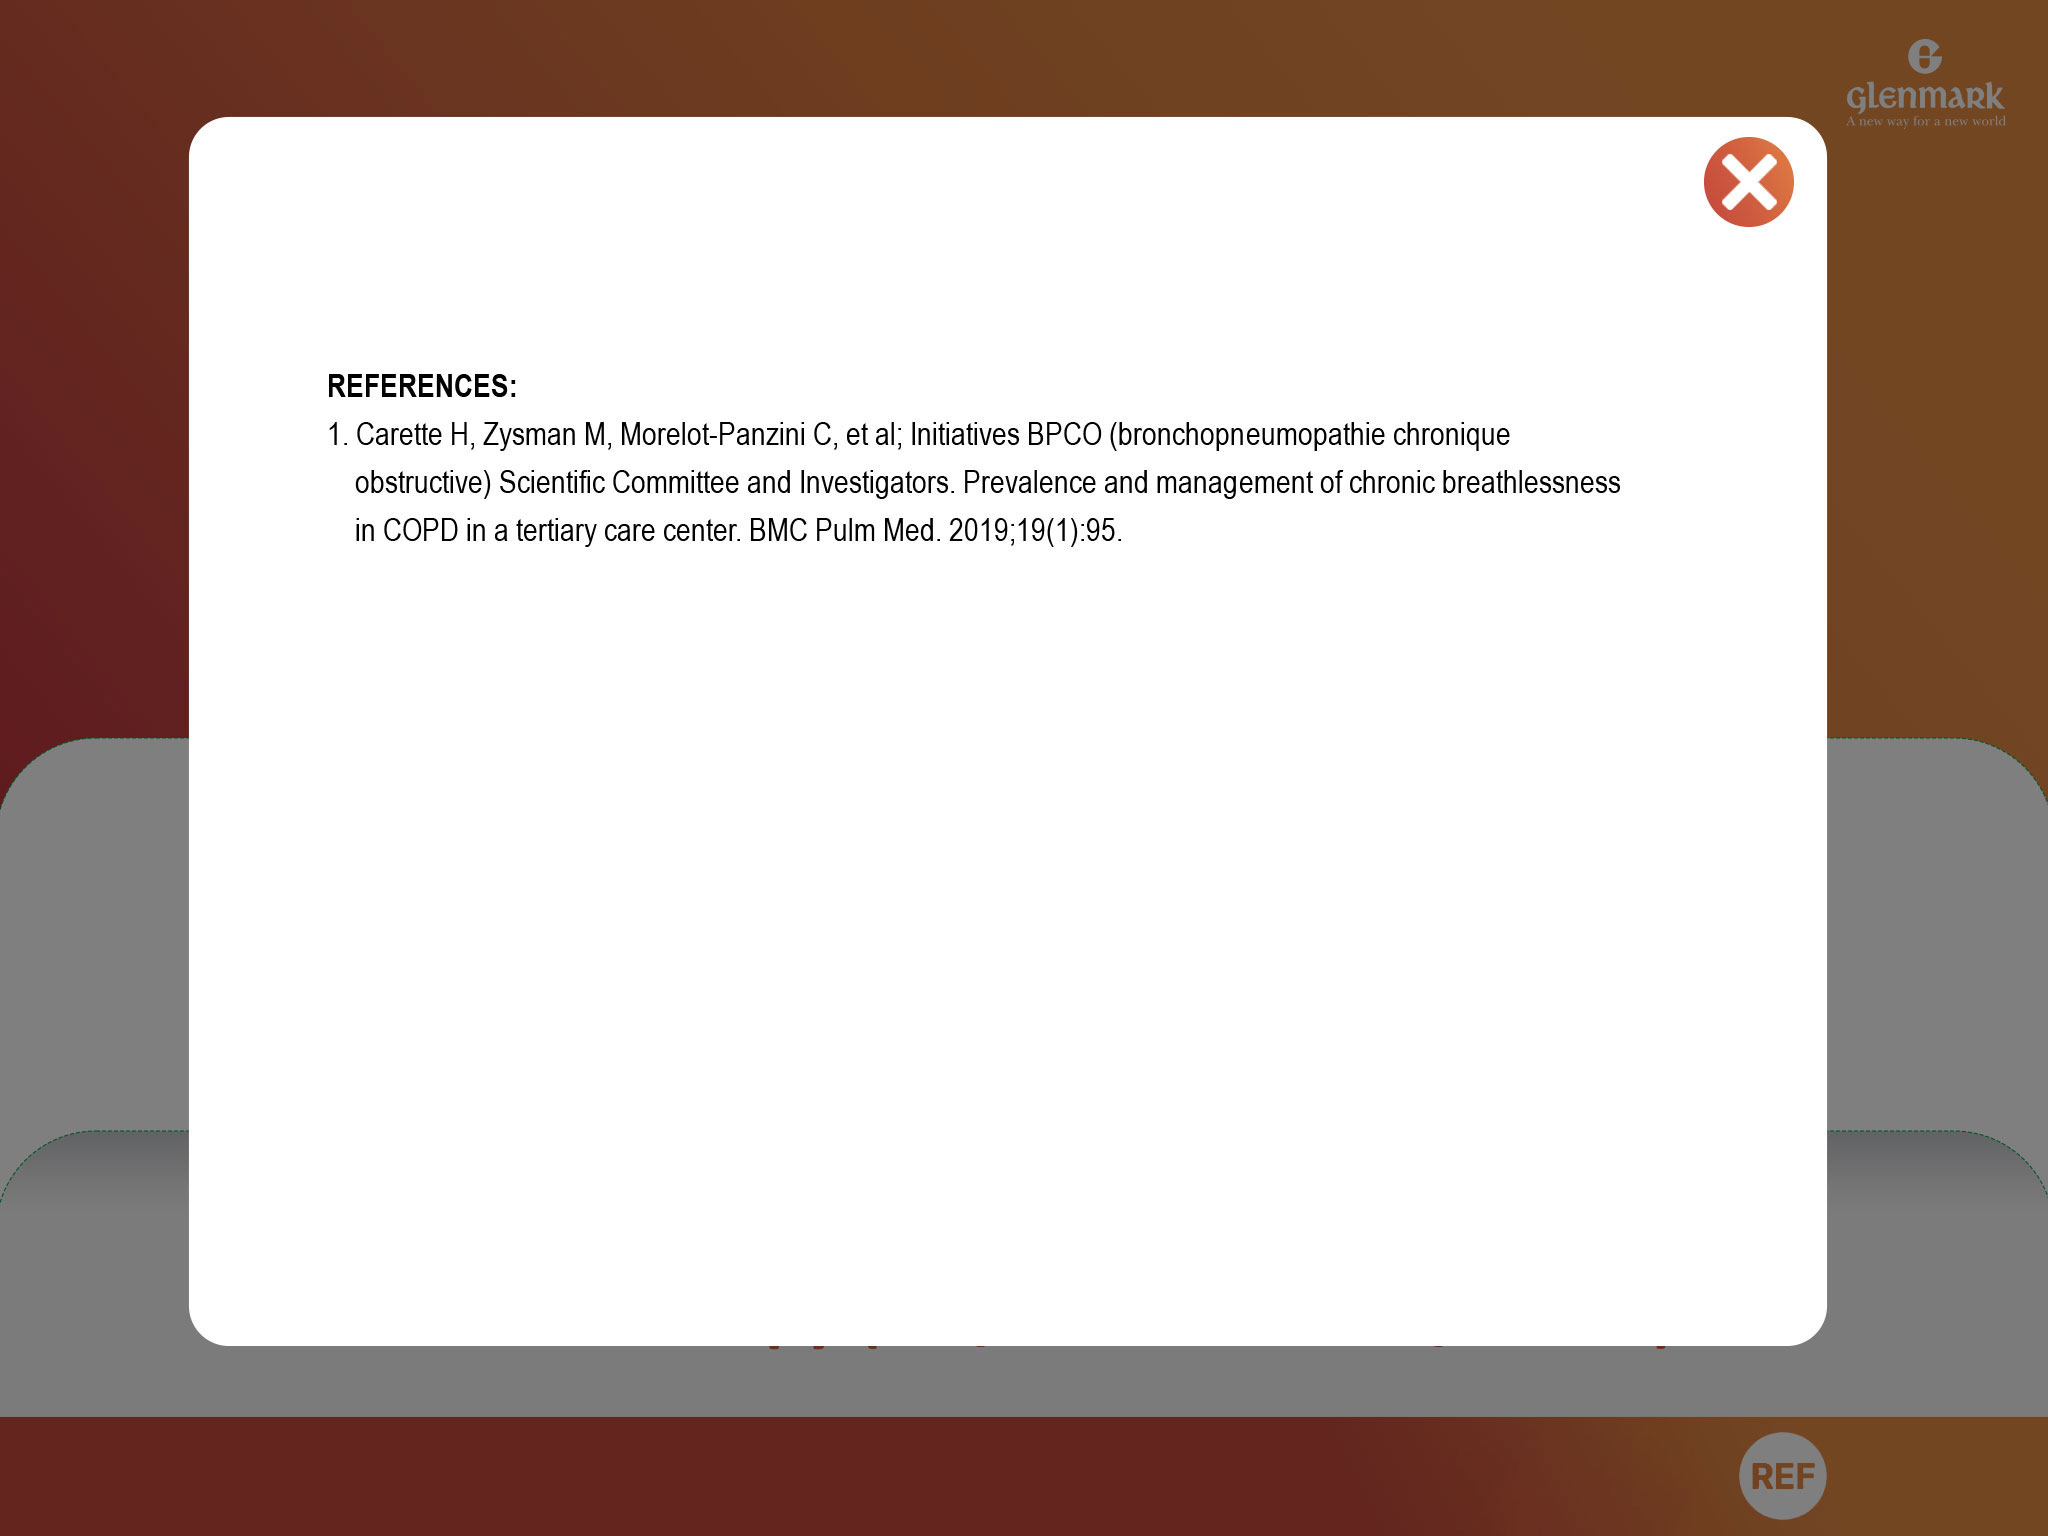 glenmark
A new way for a new world
REFERENCES:
1. Carette H, Zysman M, Morelot-Panzini C, et al; Initiatives BPCO (bronchopneumopathie chronique
obstructive) Scientific Committee and Investigators. Prevalence and management of chronic breathlessness
in COPD in a tertiary care center. BMC Pulm Med. 2019;19(1):95.
REF